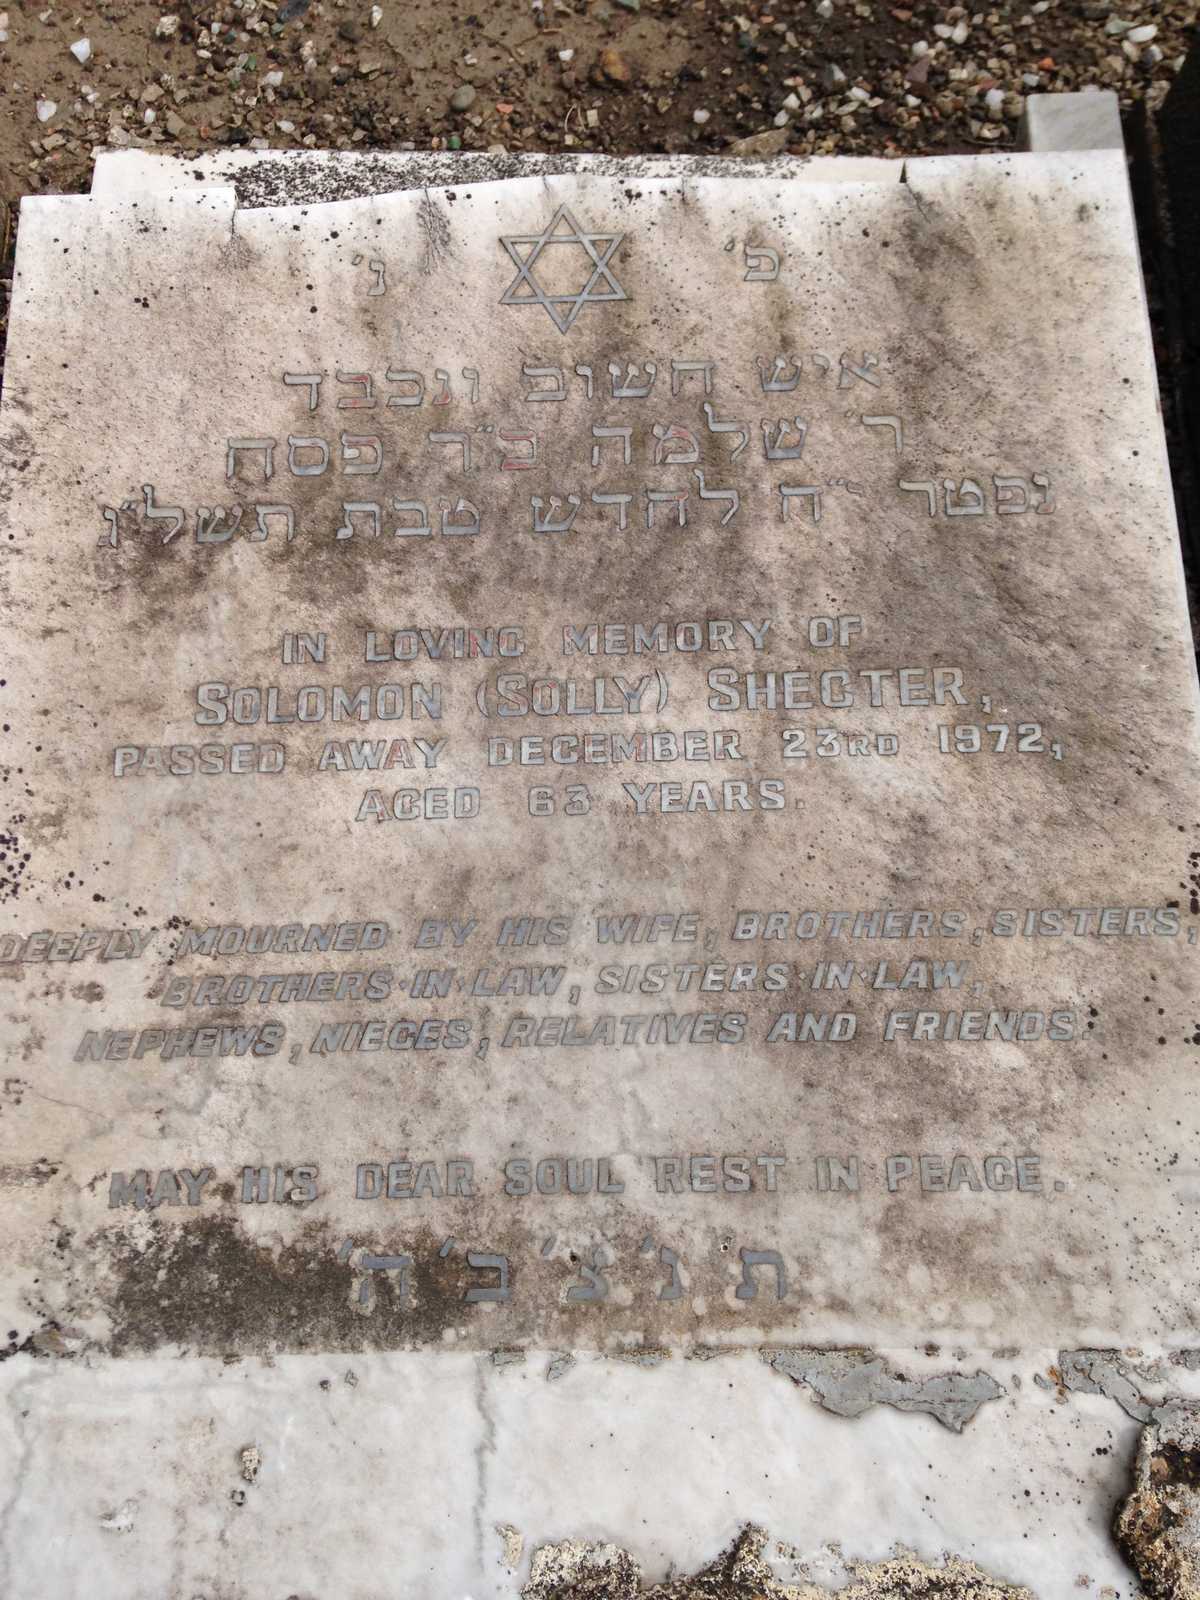 פ' נ'
איש חשוב ונכבד
ר' שלמה ב"ר פסח
נפטר י"ח לחדש טבת תשל"ג
IN LOVING MEMORY OF
SOLOMON (SOLLY) SHECTER,
PASSED AWAY DECEMBER 23RD 1972,
AGED 63 YEARS.
DEEPLY MOURNED BY HIS WIFE, BROTHERS, SISTERS,
BROTHERS·IN·LAW, SISTERS·IN·LAW,
NEPHEWS, NIECES, RELATIVES AND FRIENDS.
MAY HIS DEAR SOUL REST IN PEACE.
ת'נ'צ'ב'ה'